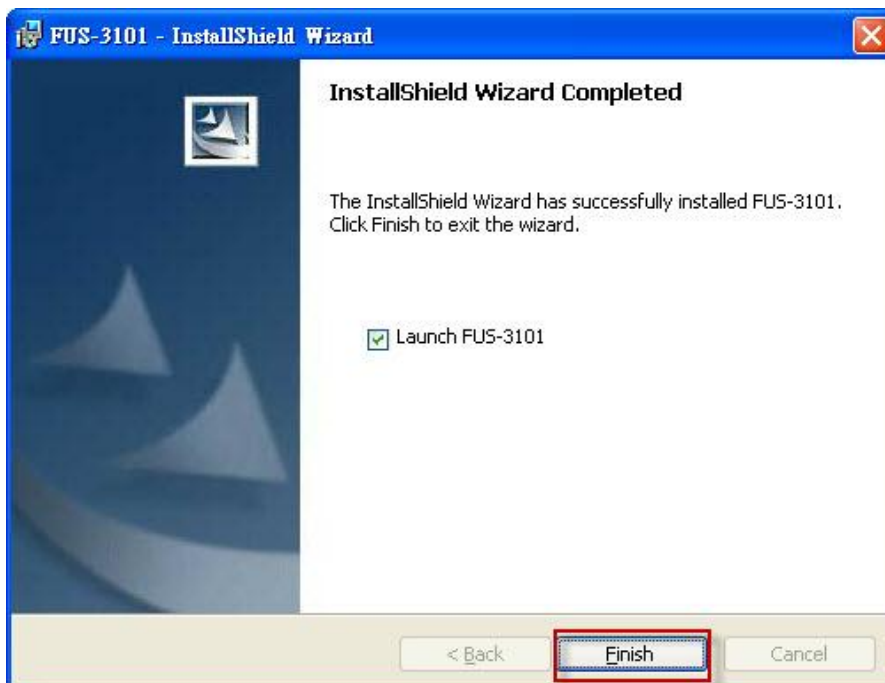 FUS-3101 - InstallShield Wizard
InstallShield Wizard Completed
The InstallShield Wizard has successfully installed FUS-3101.
Click Finish to exit the wizard.
Launch FUS-3101
< Back
Finish
Cancel